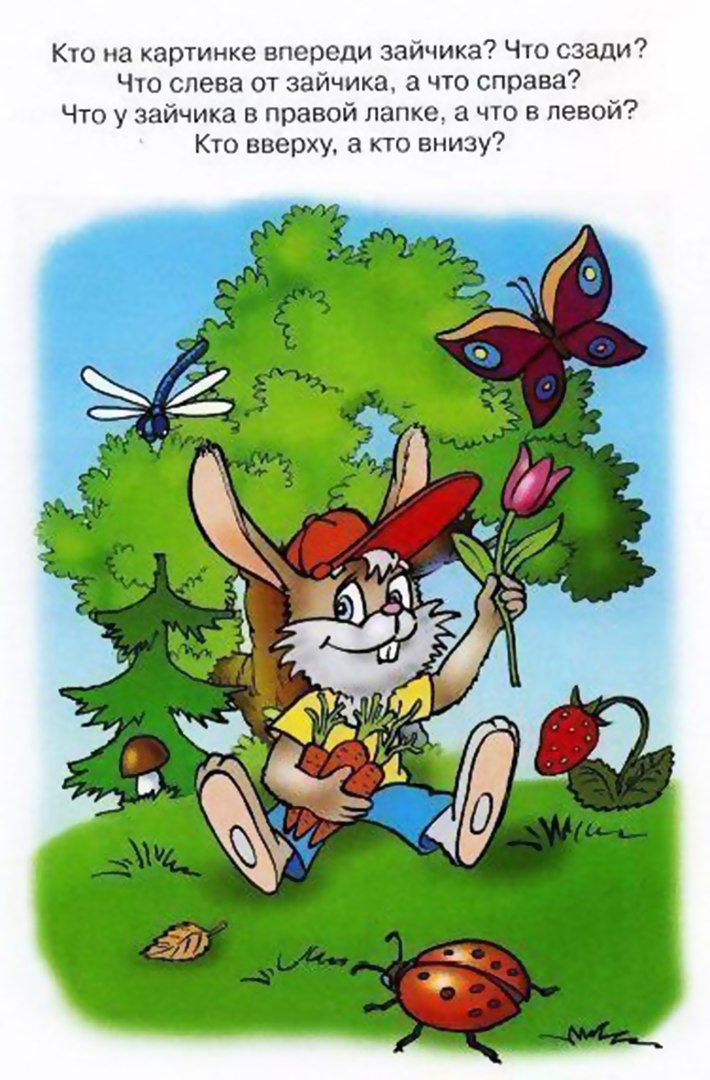 Кто на картинке впереди зайчика? Что сзади?
Что слева от зайчика, а что справа?
Что у зайчика в правой лапке, а что в левой?
Кто вверху, а кто внизу?